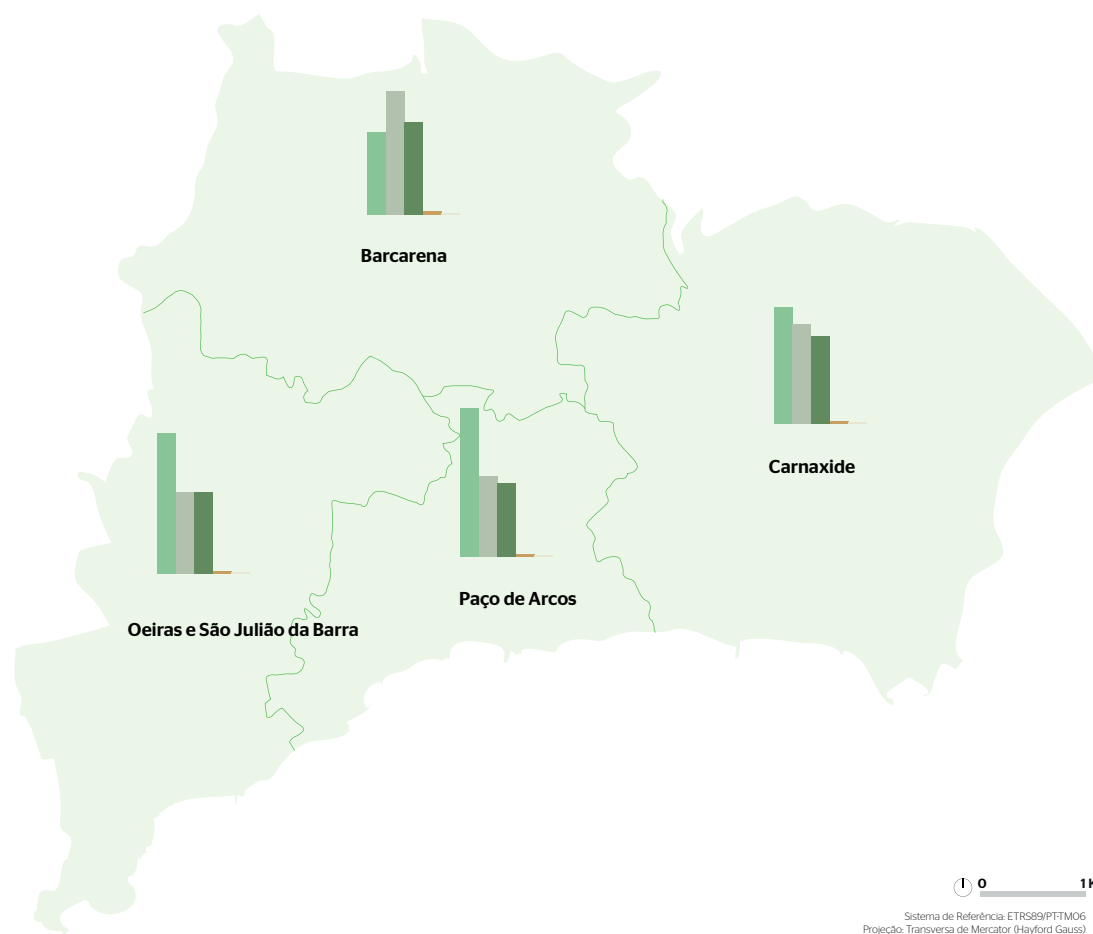 Barcarena
Carnaxide
Paço de Arcos
Oeiras e São Julião da Barra
0 1 K
Sistema de Referência: ETRS89/PT-TM06
Projeção: Transversa de Mercator (Hayford Gauss)